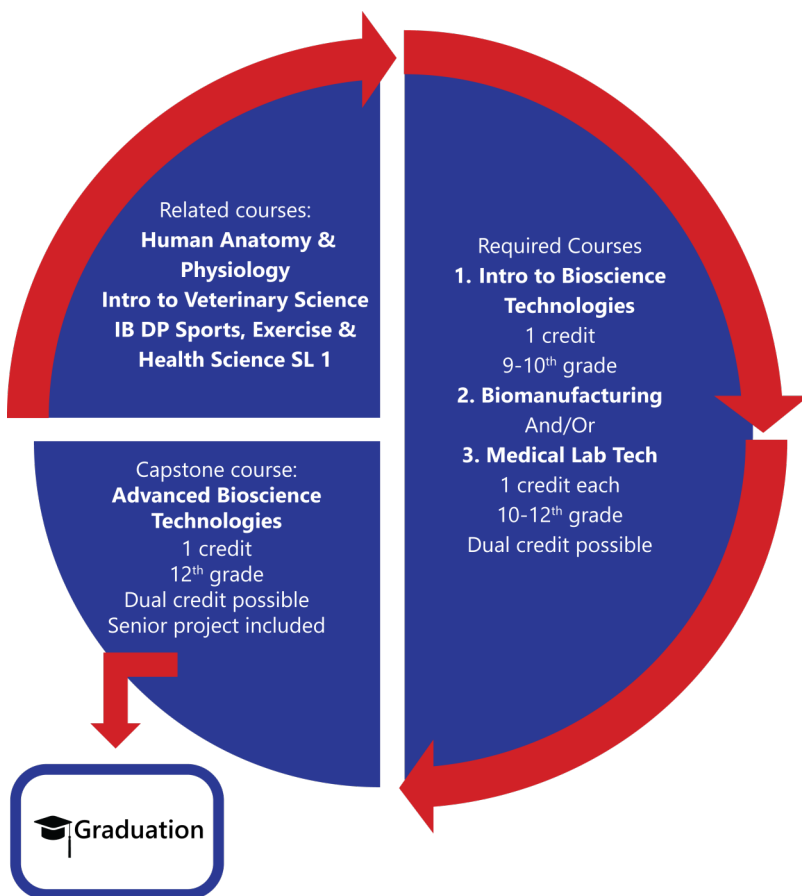 Related courses:
Human Anatomy &
Physiology
Intro to Veterinary Science
IB DP Sports, Exercise &
Health Science SL 1
Required Courses
1. Intro to Bioscience
Technologies
1 credit
9-10th grade
2. Biomanufacturing
And/Or
3. Medical Lab Tech
1 credit each
10-12th grade
Dual credit possible
Capstone course:
Advanced Bioscience
Technologies
1 credit
12th grade
Dual credit possible
Senior project included
Graduation